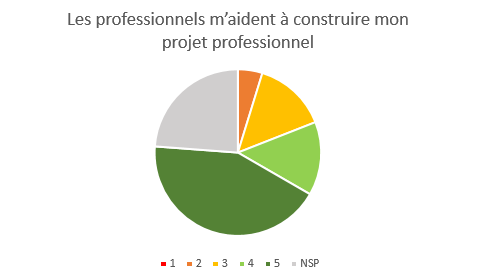 Les professionnels m’aident à construire mon
projet professionnel
1 2 3 4 5 NSP